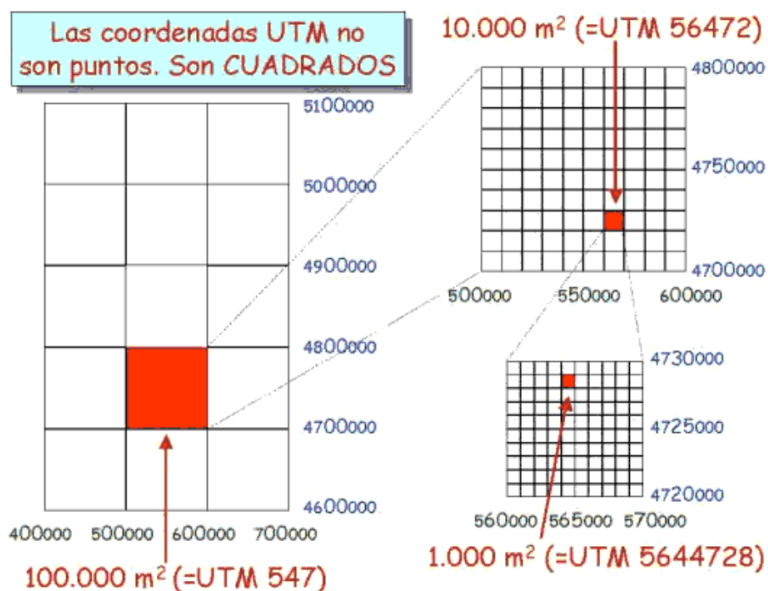 Las coordenadas UTM no
son puntos. Son CUADRADOS
5100000
5000000
4900000
4800000
4700000
4600000
400000 500000 600000 700000
100.000 m² (=UTM 547)
10.000 m² (=UTM 56472)
4800000
4750000
4700000
500000 550000 600000
4730000
4725000
4720000
560000 565000 570000
1.000 m² (=UTM 5644728)